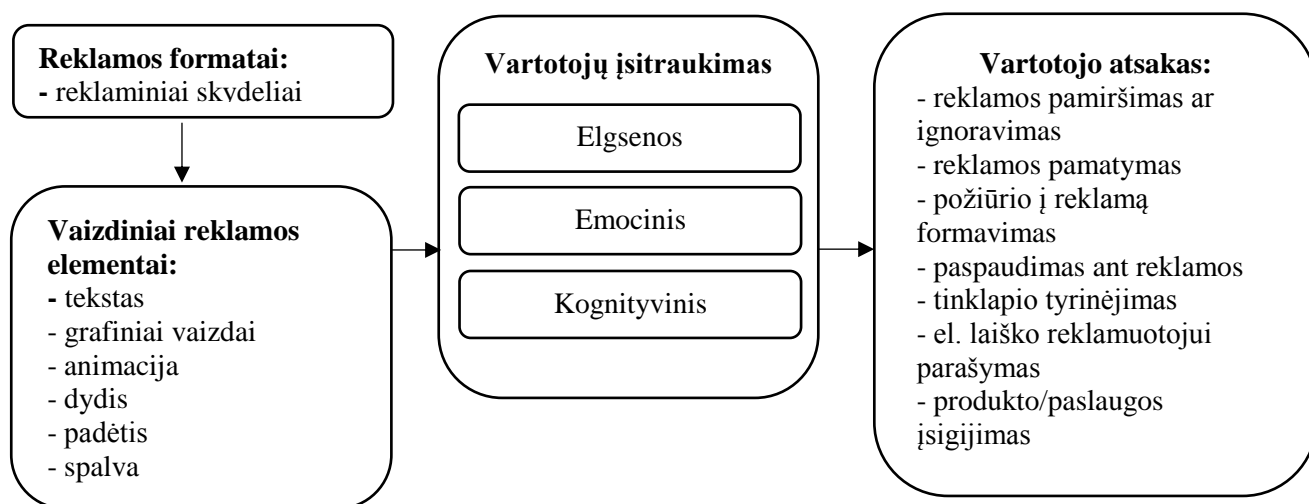 Reklamos formatai:
- reklaminiai skydeliai
Vaizdiniai reklamos
elementai:
- tekstas
- grafiniai vaizdai
- animacija
- dydis
- padėtis
- spalva
Vartotojų įsitraukimas
Elgsenos
Emocinis
Kognityvinis
Vartotojo atsakas:
- reklamos pamiršimas ar
ignoravimas
- reklamos pamatymas
- požiūrio į reklamą
formavimas
- paspaudimas ant reklamos
- tinklapio tyrinėjimas
- el. laiško reklamuotojui
parašymas
- produkto/paslaugos
įsigijimas